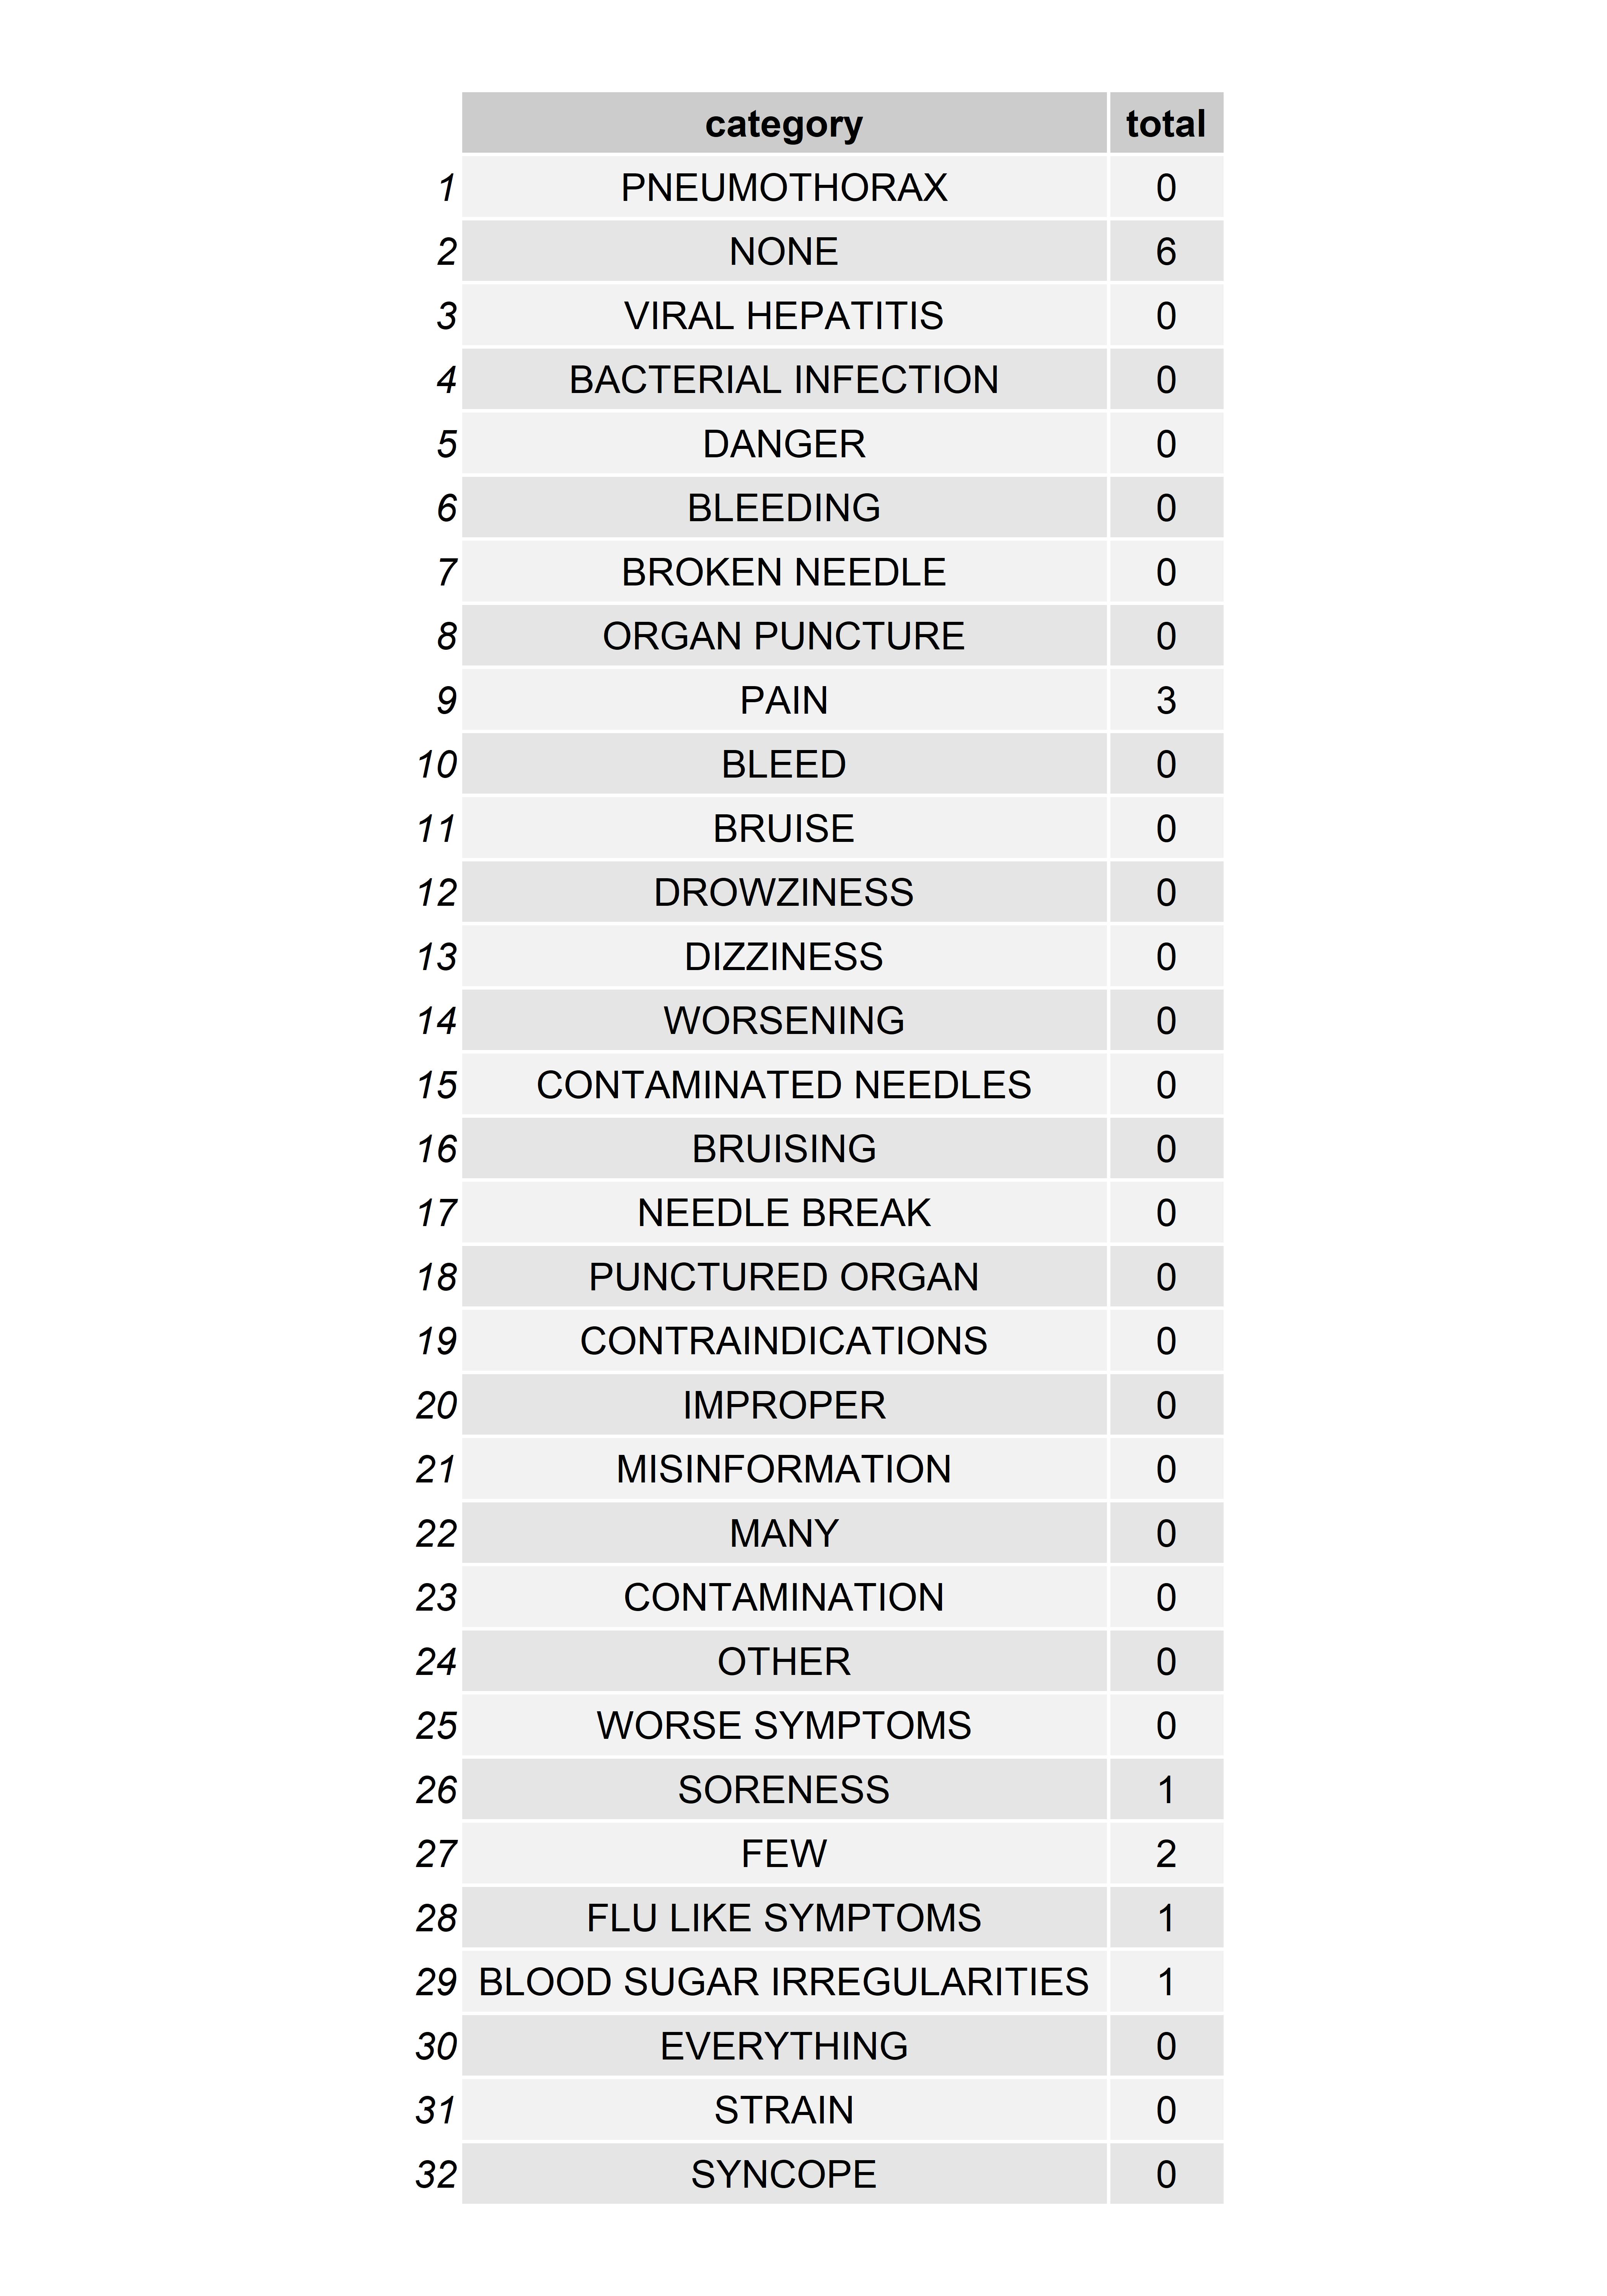 category total
1 PNEUMOTHORAX 0
2 NONE 6
3 VIRAL HEPATITIS 0
4 BACTERIAL INFECTION 0
5 DANGER 0
6 BLEEDING 0
7 BROKEN NEEDLE 0
8 ORGAN PUNCTURE 0
9 PAIN 3
10 BLEED 0
11 BRUISE 0
12 DROWZINESS 0
13 DIZZINESS 0
14 WORSENING 0
15 CONTAMINATED NEEDLES 0
16 BRUISING 0
17 NEEDLE BREAK 0
18 PUNCTURED ORGAN 0
19 CONTRAINDICATIONS 0
20 IMPROPER 0
21 MISINFORMATION 0
22 MANY 0
23 CONTAMINATION 0
24 OTHER 0
25 WORSE SYMPTOMS 0
26 SORENESS 1
27 FEW 2
28 FLU LIKE SYMPTOMS 1
29 BLOOD SUGAR IRREGULARITIES 1
30 EVERYTHING 0
31 STRAIN 0
32 SYNCOPE 0